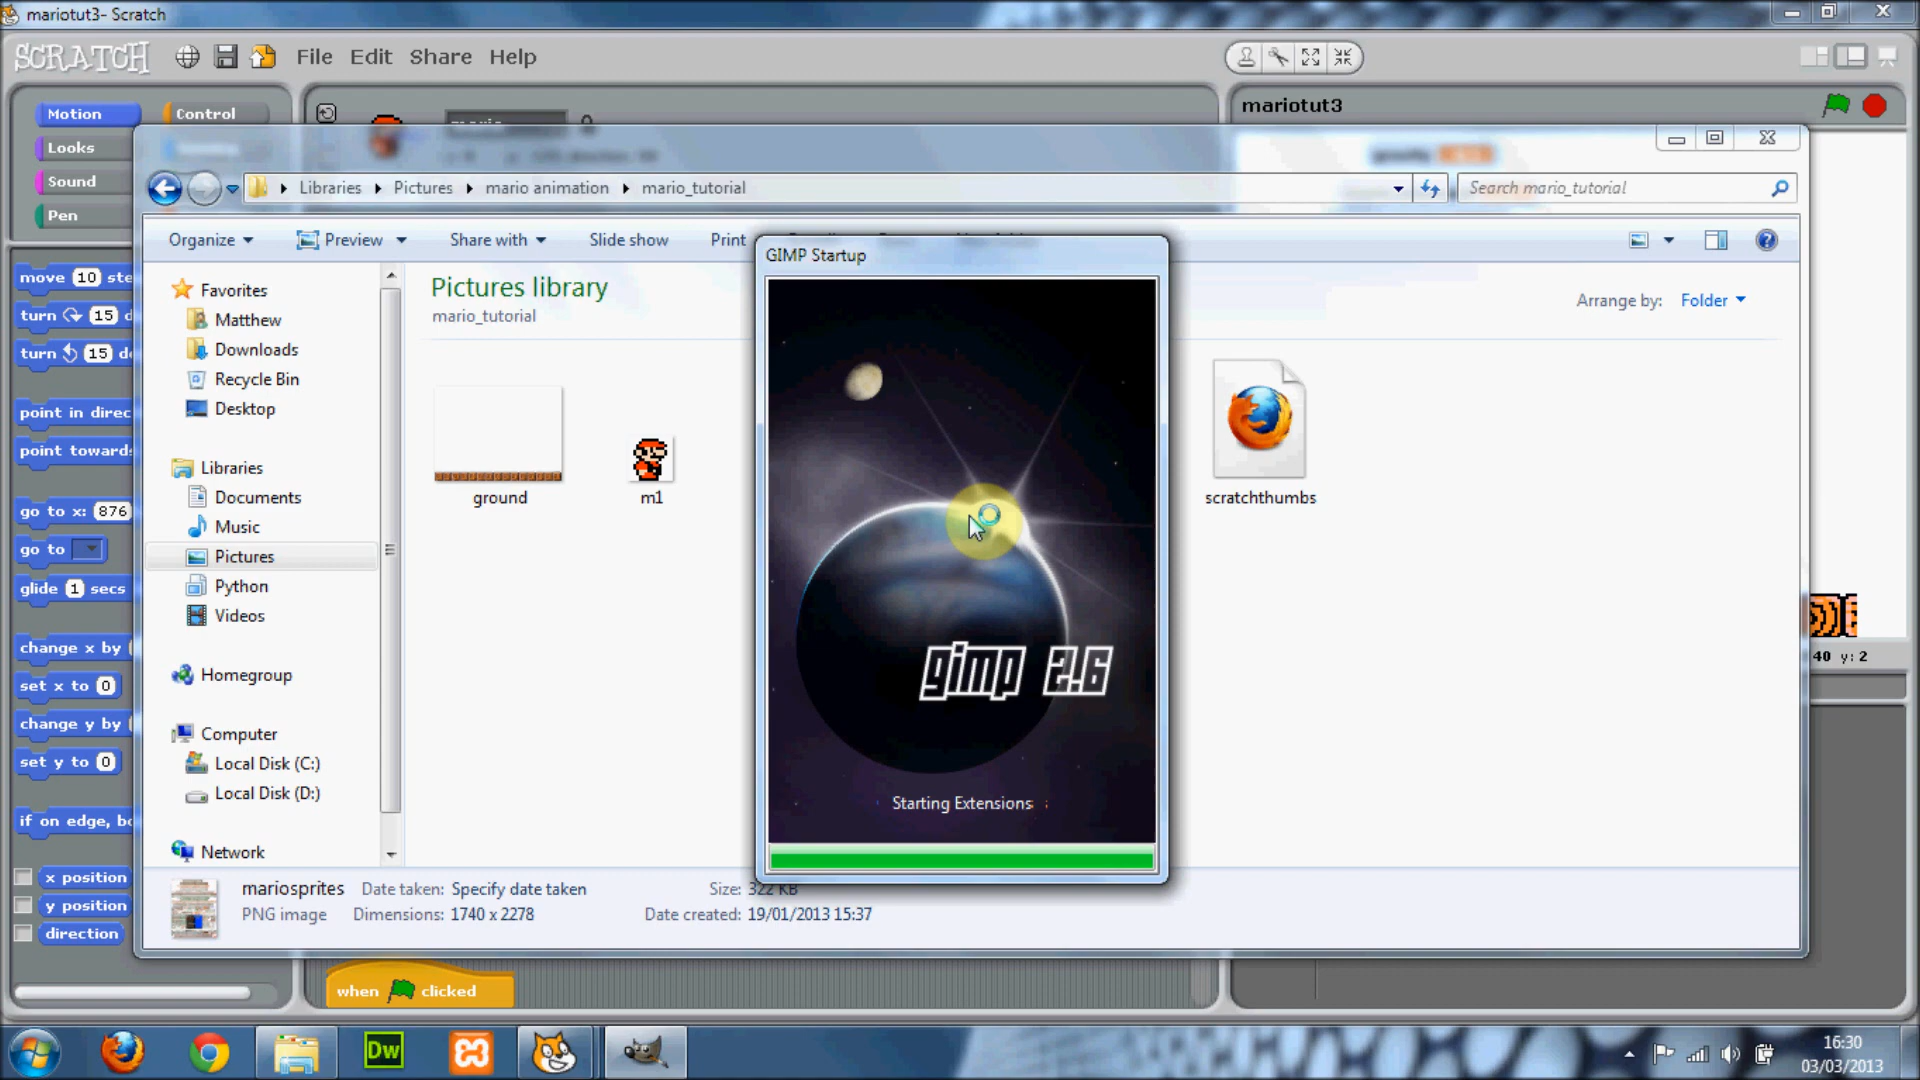 mariotut3- Scratch
SCRATCH File Edit Share Help
Motion Control
mariotut3
Looks
Sound
Pen
Libraries Pictures mario animation mario_tutorial
Search mario_tutorial
Organize Preview Share with Slide show Print
GIMP Startup
move 10 ste
turn 15 d
turn 15 de
point in direc
point towards
go to x: 876
go to
glide 1 secs
change x by
set x to 0
change y by
set y to 0
if on edge, bo
x position
y position
direction
Favorites
Matthew
Downloads
Recycle Bin
Desktop
Libraries
Documents
Music
Pictures
Python
Videos
Homegroup
Computer
Local Disk (C:)
Local Disk (D:)
Network
Pictures library
mario_tutorial
Arrange by: Folder
ground
m1
scratchthumbs
gimp 2.6
Starting Extensions
40 y: 2
mariosprites Date taken: Specify date taken Size: 322 KB
PNG image Dimensions: 1740 x 2278 Date created: 19/01/2013 15:37
when clicked
Dw
16:30
03/03/2013